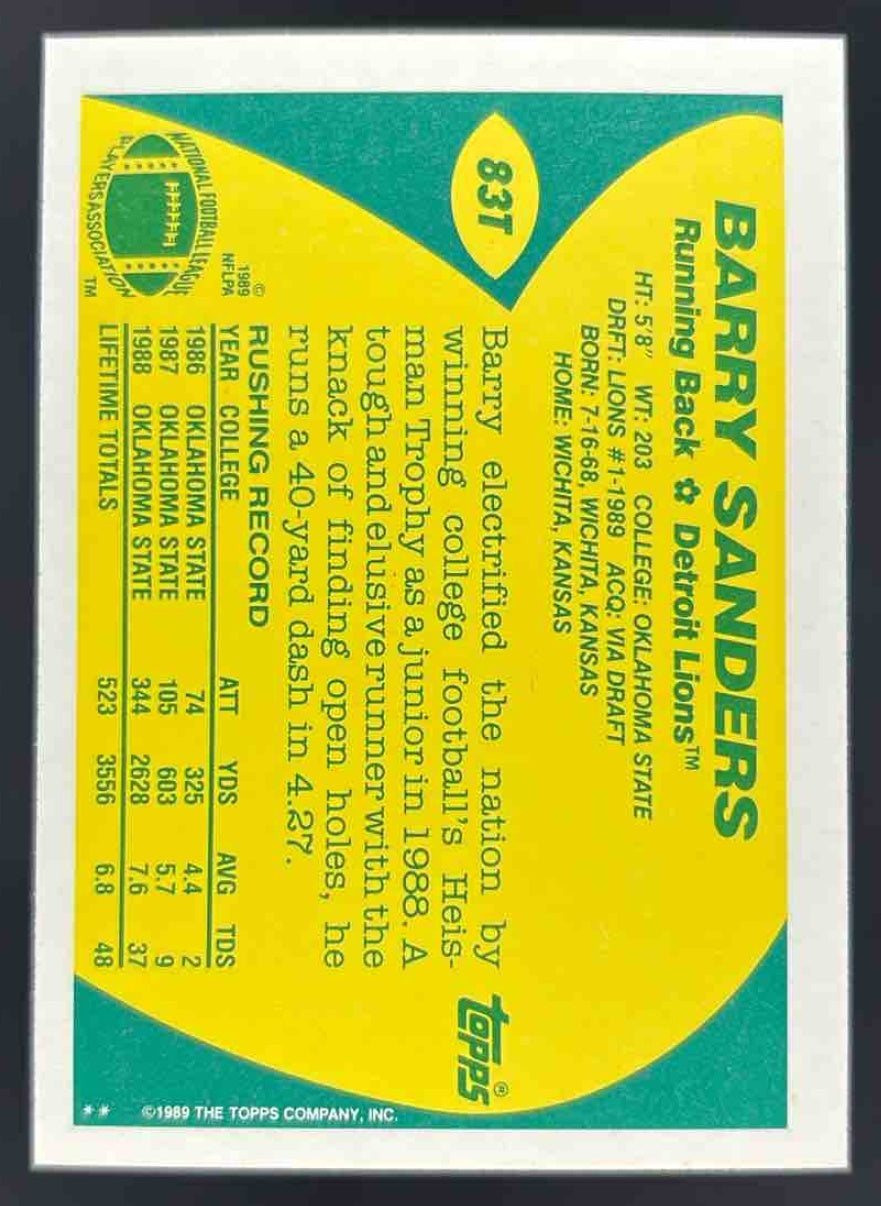 83T
BARRY SANDERS
Running Back ✿ Detroit Lions™
HT: 5'8" WT: 203 COLLEGE: OKLAHOMA STATE
DRFT: LIONS #1-1989 ACQ: VIA DRAFT
BORN: 7-16-68, WICHITA, KANSAS
HOME: WICHITA, KANSAS
Barry electrified the nation by
winning college football's Heis-
man Trophy as a junior in 1988. A
tough and elusive runner with the
knack of finding open holes, he
runs a 40-yard dash in 4.27.
topps®
RUSHING RECORD
YEAR COLLEGE ATT YDS AVG TDS
1986 OKLAHOMA STATE 74 325 4.4 2
1987 OKLAHOMA STATE 105 603 5.7 9
1988 OKLAHOMA STATE 344 2628 7.6 37
LIFETIME TOTALS 523 3556 6.8 48
©
1989
NFLPA
NATIONAL FOOTBALL LEAGUE
PLAYERS ASSOCIATION
TM
** ©1989 THE TOPPS COMPANY, INC.